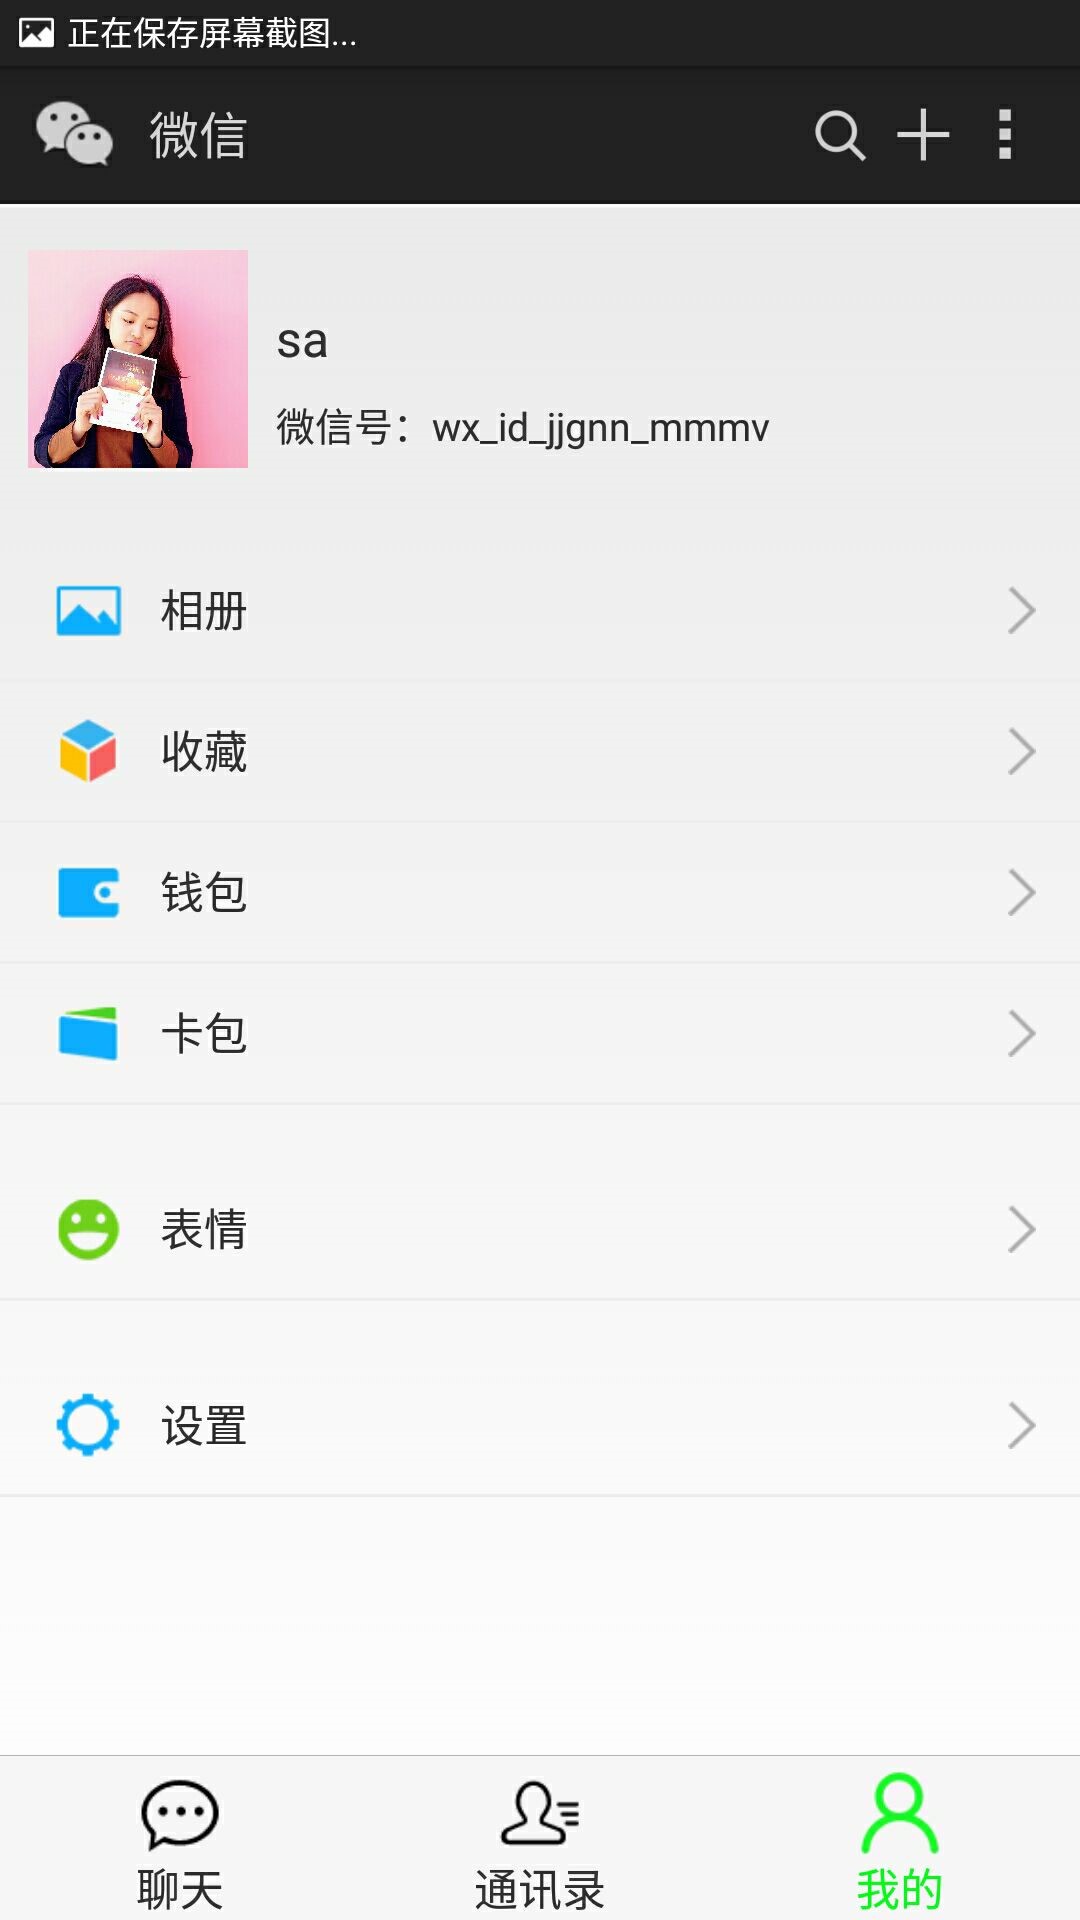 正在保存屏幕截图...
微信
sa
微信号：wx_id_jjgnn_mmmv
相册
收藏
钱包
卡包
表情
设置
聊天
通讯录
我的